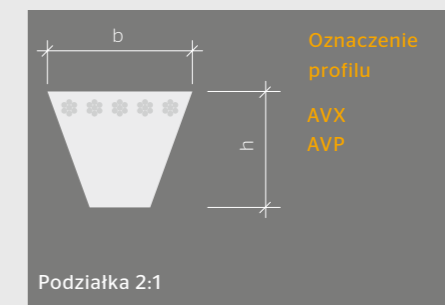 b
Oznaczenie
profilu
AVX
AVP
h
Podziałka 2:1